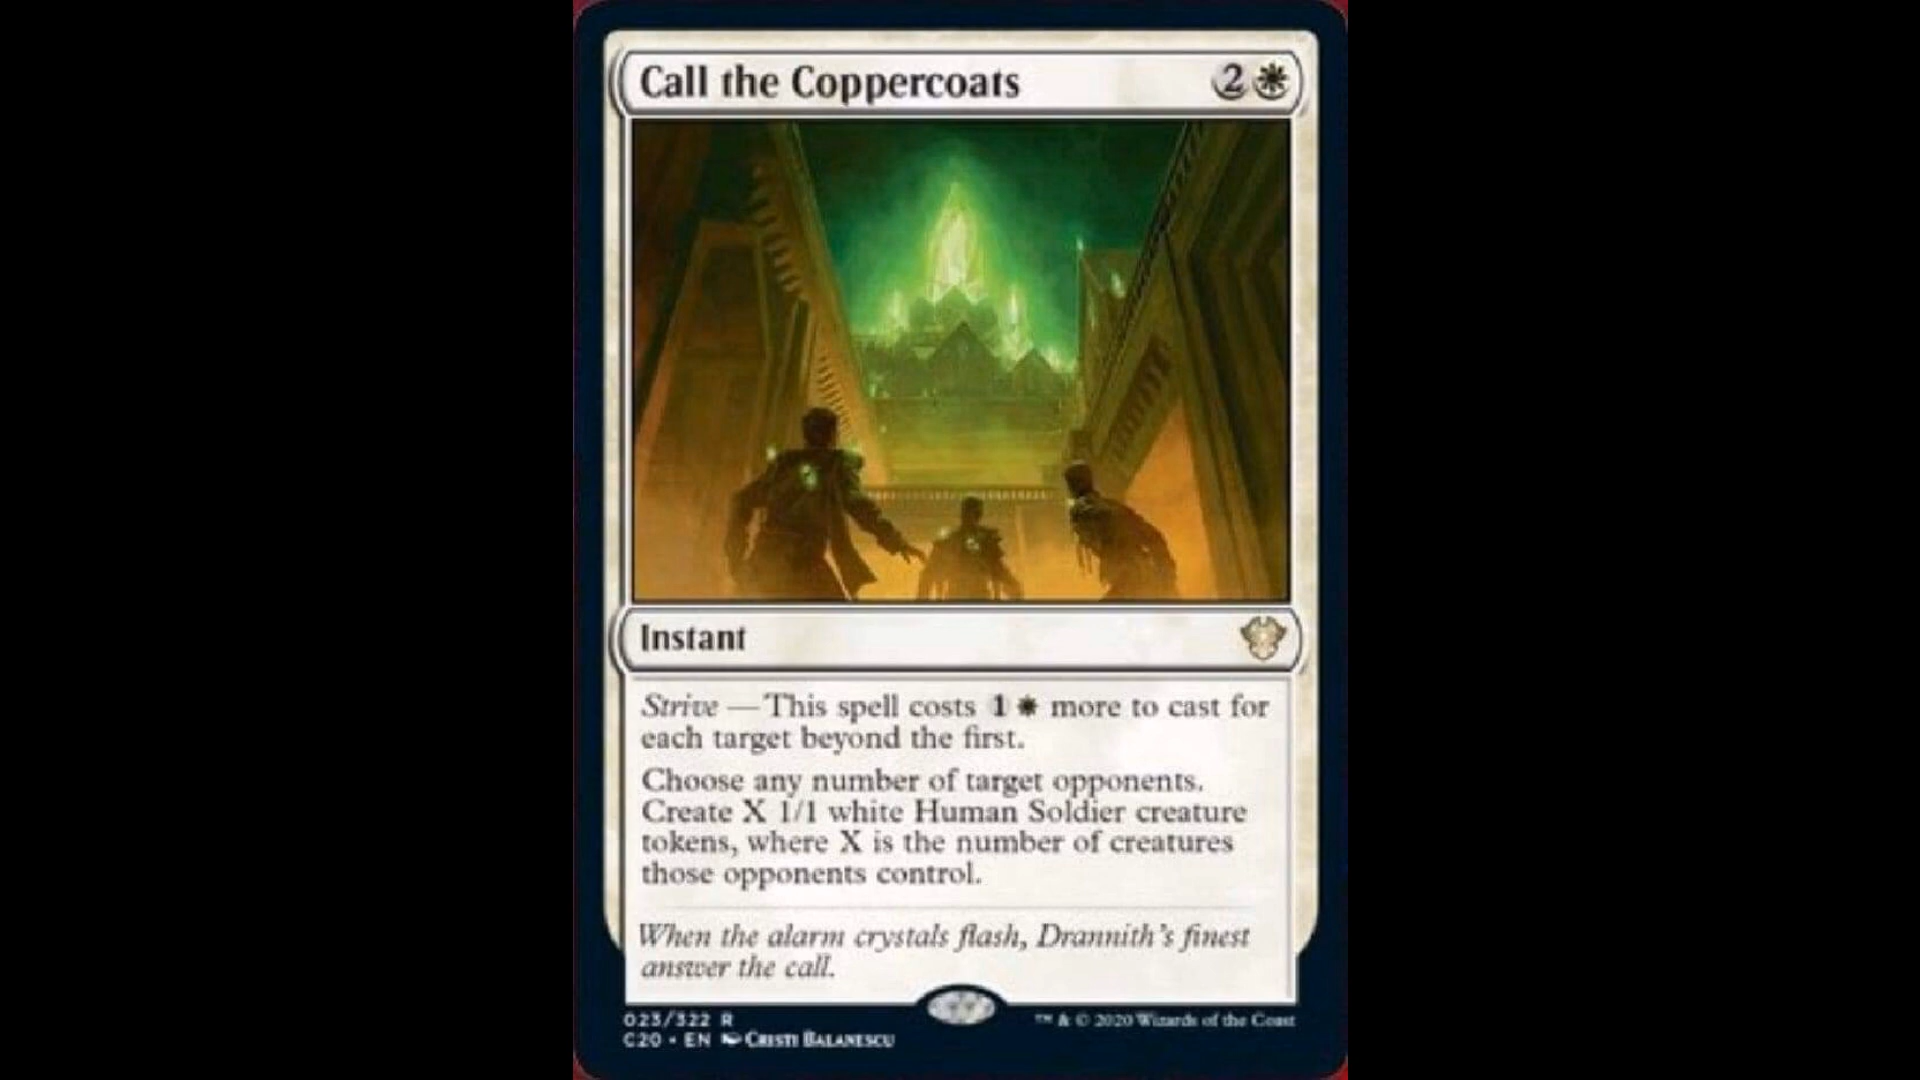 Call the Coppercoats 2
Instant
Strive — This spell costs 1 more to cast for
each target beyond the first.
Choose any number of target opponents.
Create X 1/1 white Human Soldier creature
tokens, where X is the number of creatures
those opponents control.
When the alarm crystals flash, Drannith's finest
answer the call.
023/322 R
C20 • EN Cristi Balanescu
™ & © 2020 Wizards of the Coast